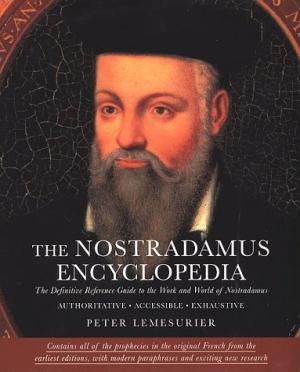 THE NOSTRADAMUS
ENCYCLOPEDIA
The Definitive Reference Guide to the Work and World of Nostradamus
AUTHORITATIVE • ACCESSIBLE • EXHAUSTIVE
PETER LEMESURIER
Contains all of the prophecies in the original French from the
earliest editions, with modern paraphrases and exciting new research